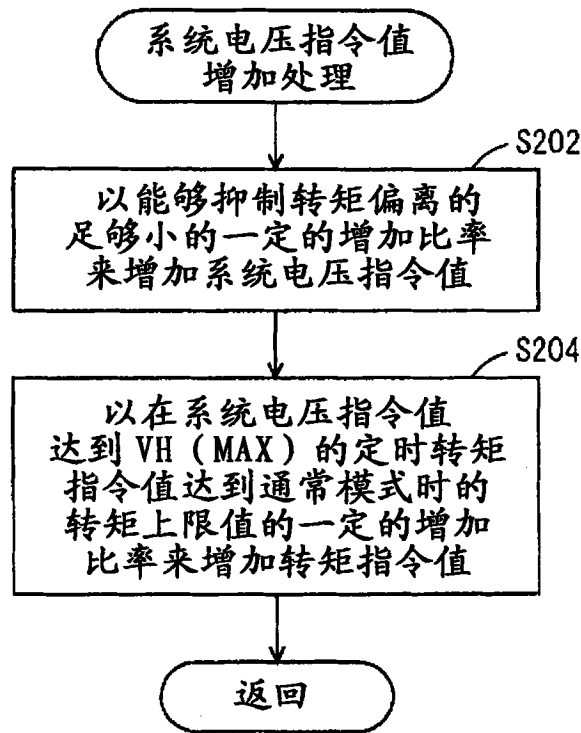 系统电压指令值
增加处理
S202
以能够抑制转矩偏离的
足够小的一定的增加比率
来增加系统电压指令值
S204
以在系统电压指令值
达到 VH (MAX) 的定时转矩
指令值达到通常模式时的
转矩上限值的一定的增加
比率来增加转矩指令值
返回